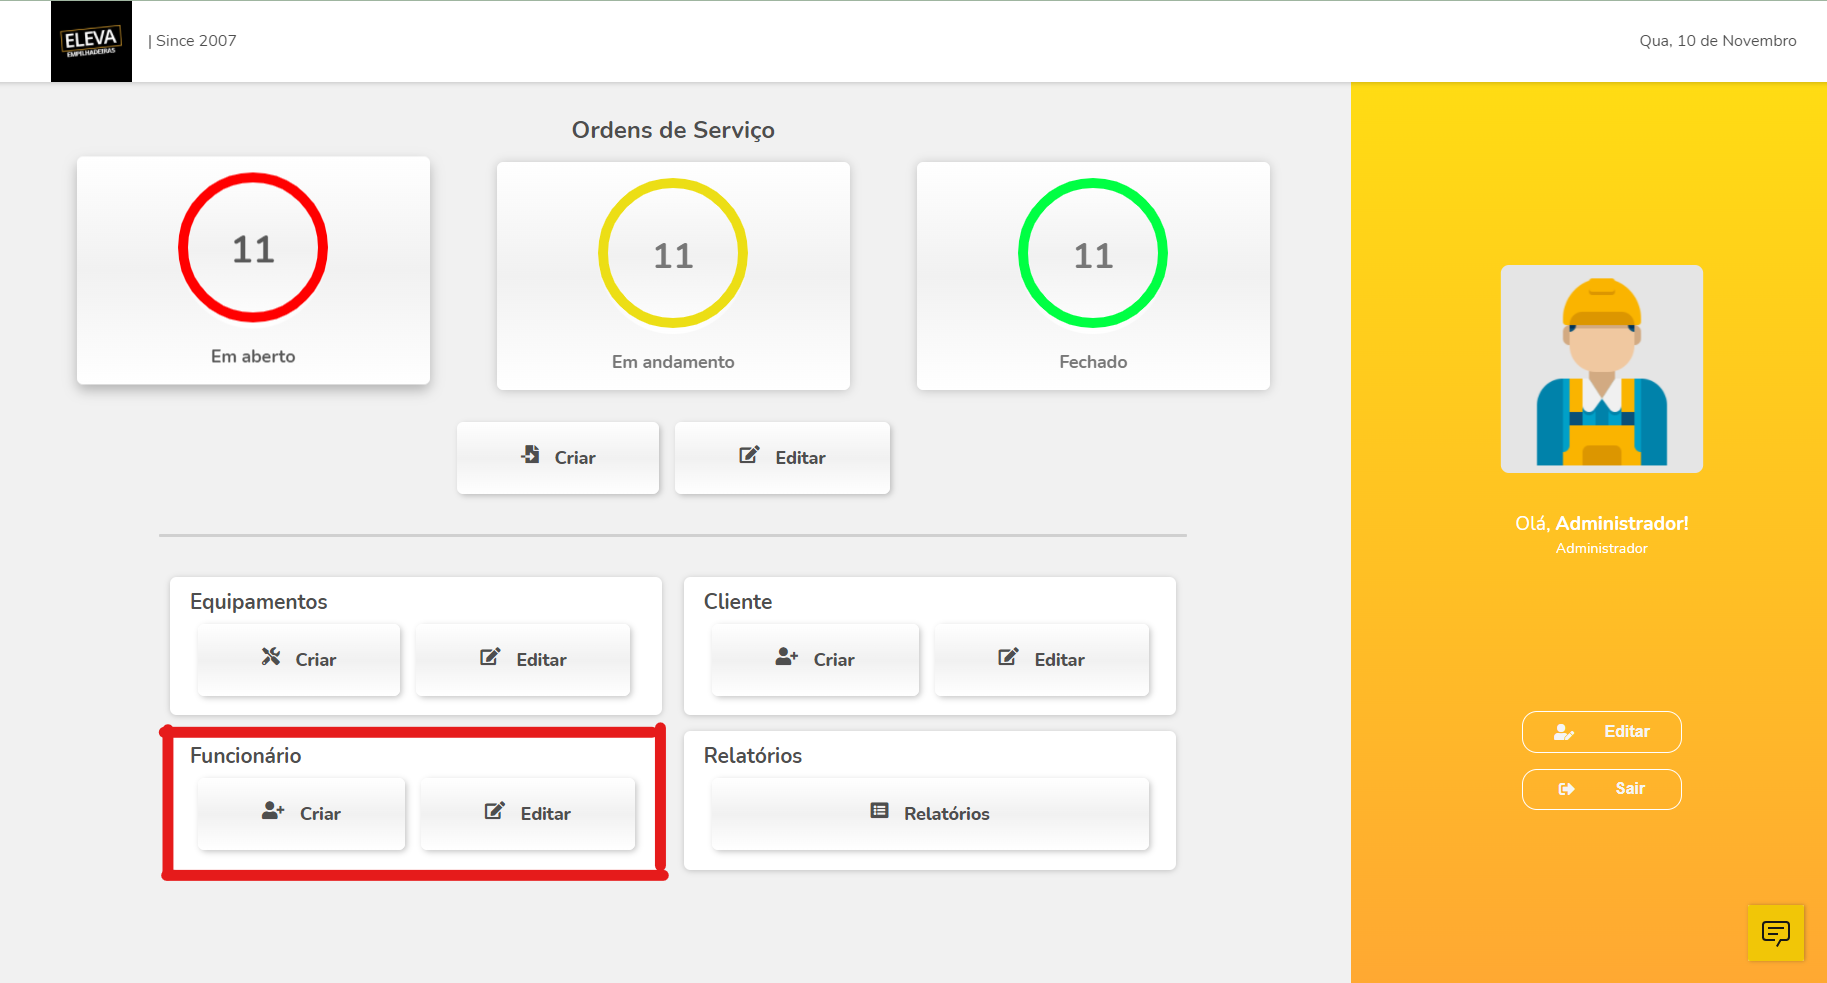 ELEVA
EMPILHADEIRAS
| Since 2007
Qua, 10 de Novembro
Ordens de Serviço
11
Em aberto
11
Em andamento
11
Fechado
Criar
Editar
Equipamentos
Criar
Editar
Cliente
Criar
Editar
Funcionário
Criar
Editar
Relatórios
Relatórios
Olá, Administrador!
Administrador
Editar
Sair